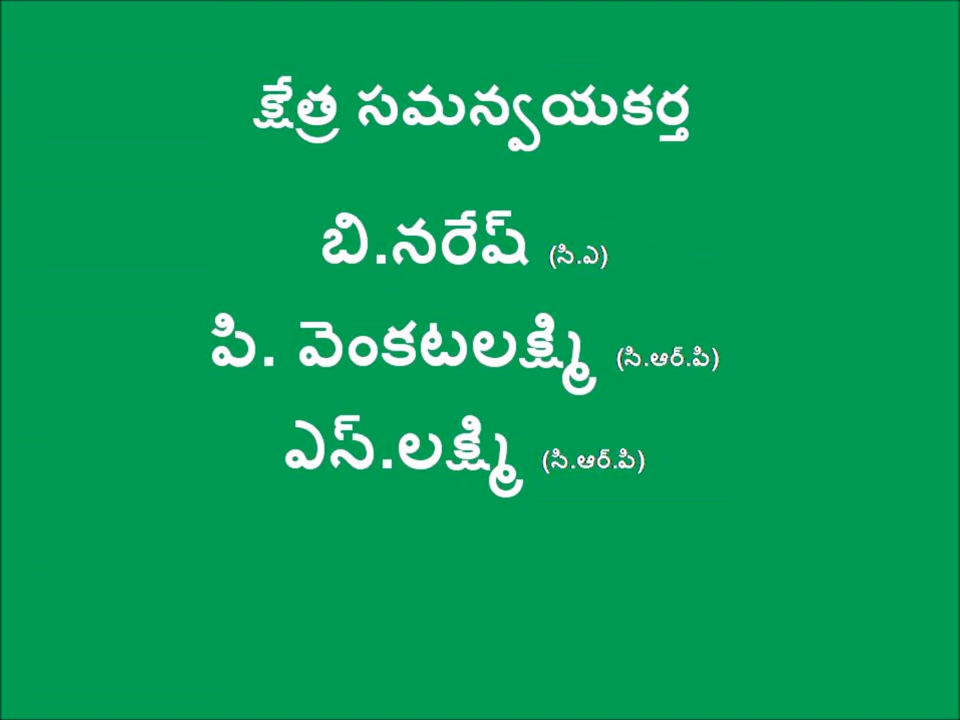 క్షేత్ర సమన్వయకర్త
బి.నరేష్ (సి.ఎ)
పి. వెంకటలక్ష్మి (సి.ఆర్.పి)
ఎస్.లక్ష్మి (సి.ఆర్.పి)